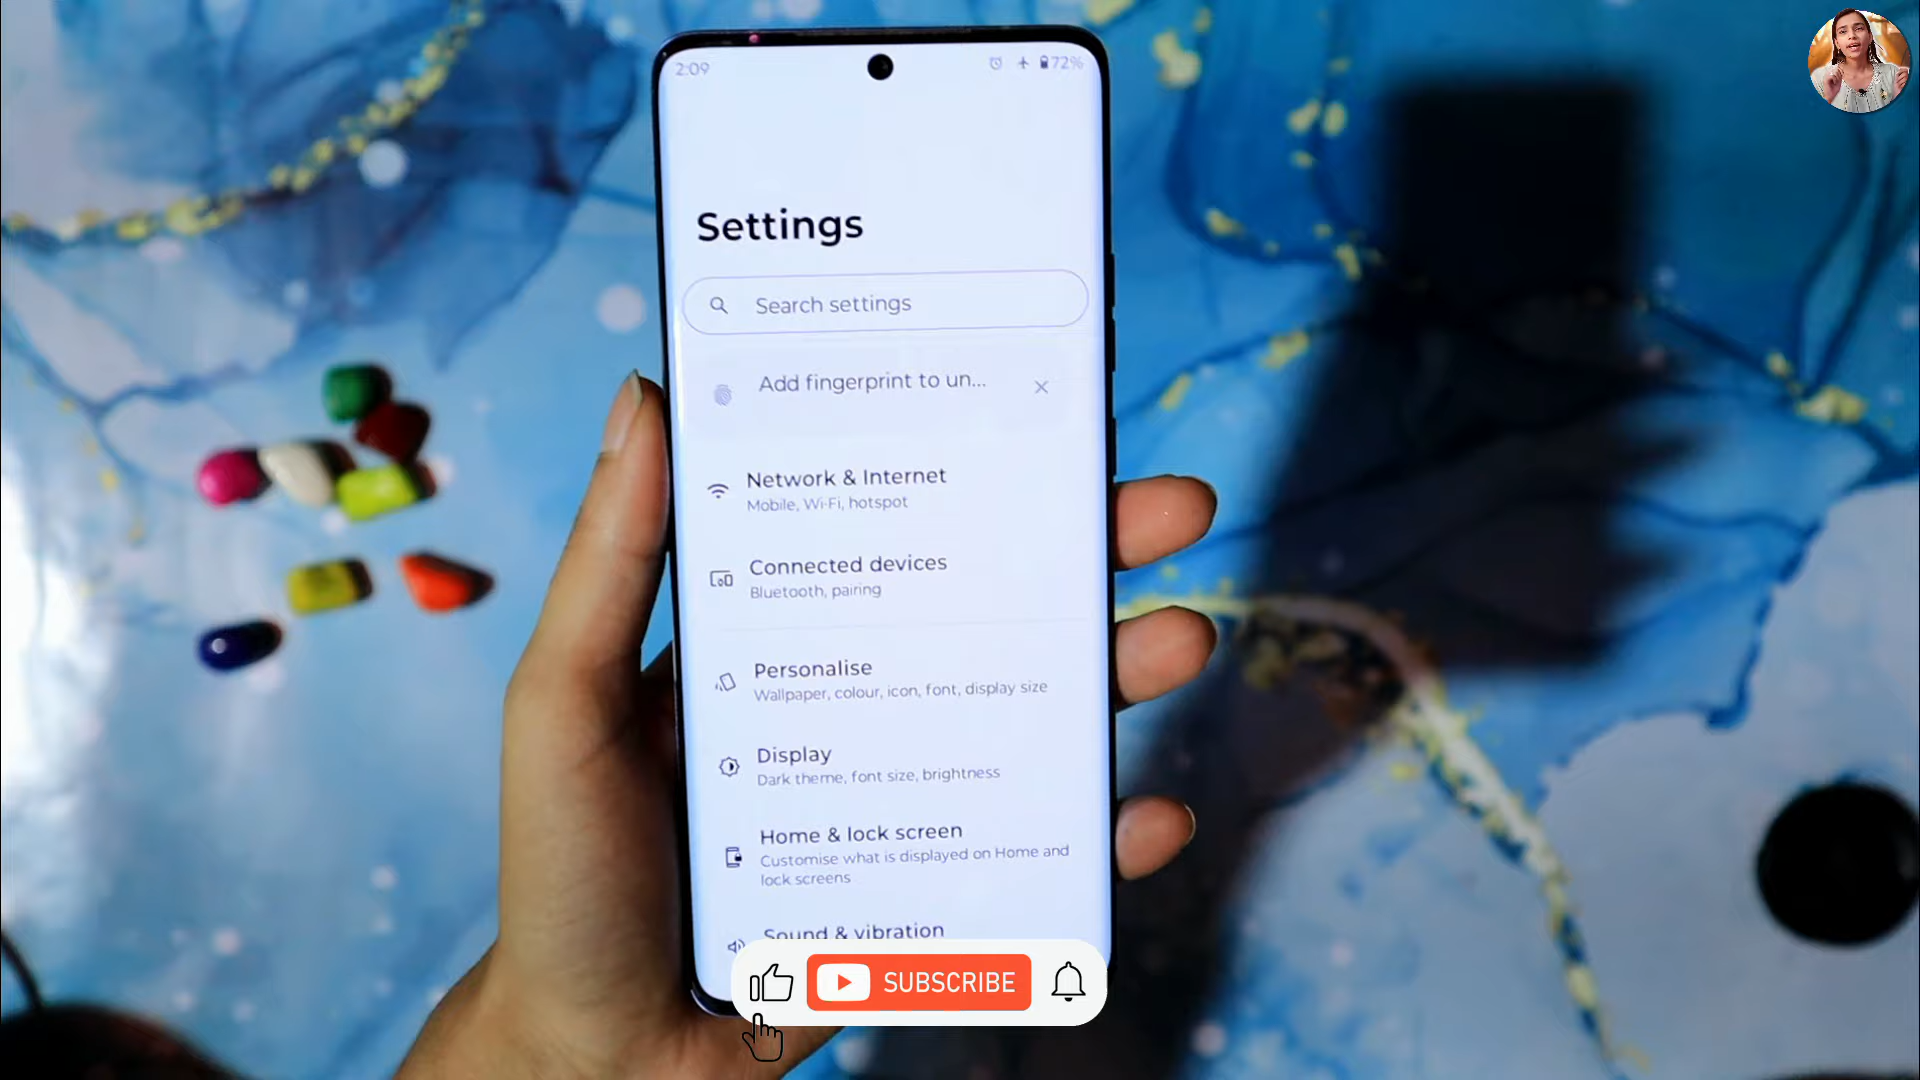 2:09
72%
Settings
Search settings
Add fingerprint to un...
Network & Internet
Mobile, Wi-Fi, hotspot
Connected devices
Bluetooth, pairing
Personalise
Wallpaper, colour, icon, font, display size
Display
Dark theme, font size, brightness
Home & lock screen
Customise what is displayed on Home and
lock screens
Sound & vibration
SUBSCRIBE